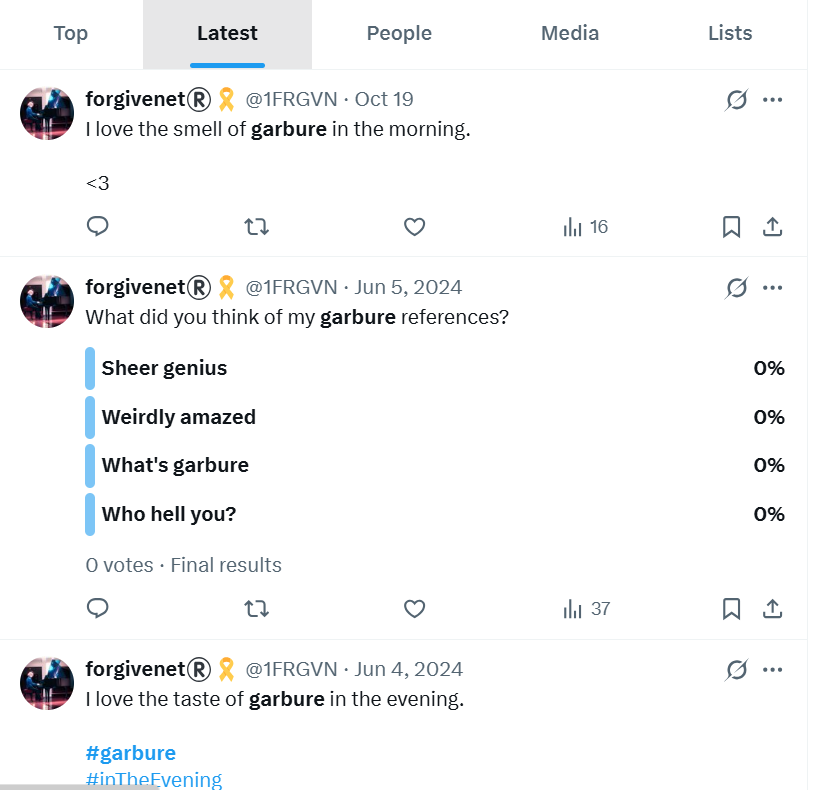 Top Latest People Media Lists
forgivenet®🎗️ @1FRGVN · Oct 19
I love the smell of garbure in the morning.
<3
16
forgivenet®🎗️ @1FRGVN · Jun 5, 2024
What did you think of my garbure references?
Sheer genius 0%
Weirdly amazed 0%
What's garbure 0%
Who hell you? 0%
0 votes · Final results
37
forgivenet®🎗️ @1FRGVN · Jun 4, 2024
I love the taste of garbure in the evening.
#garbure
#inTheEvening